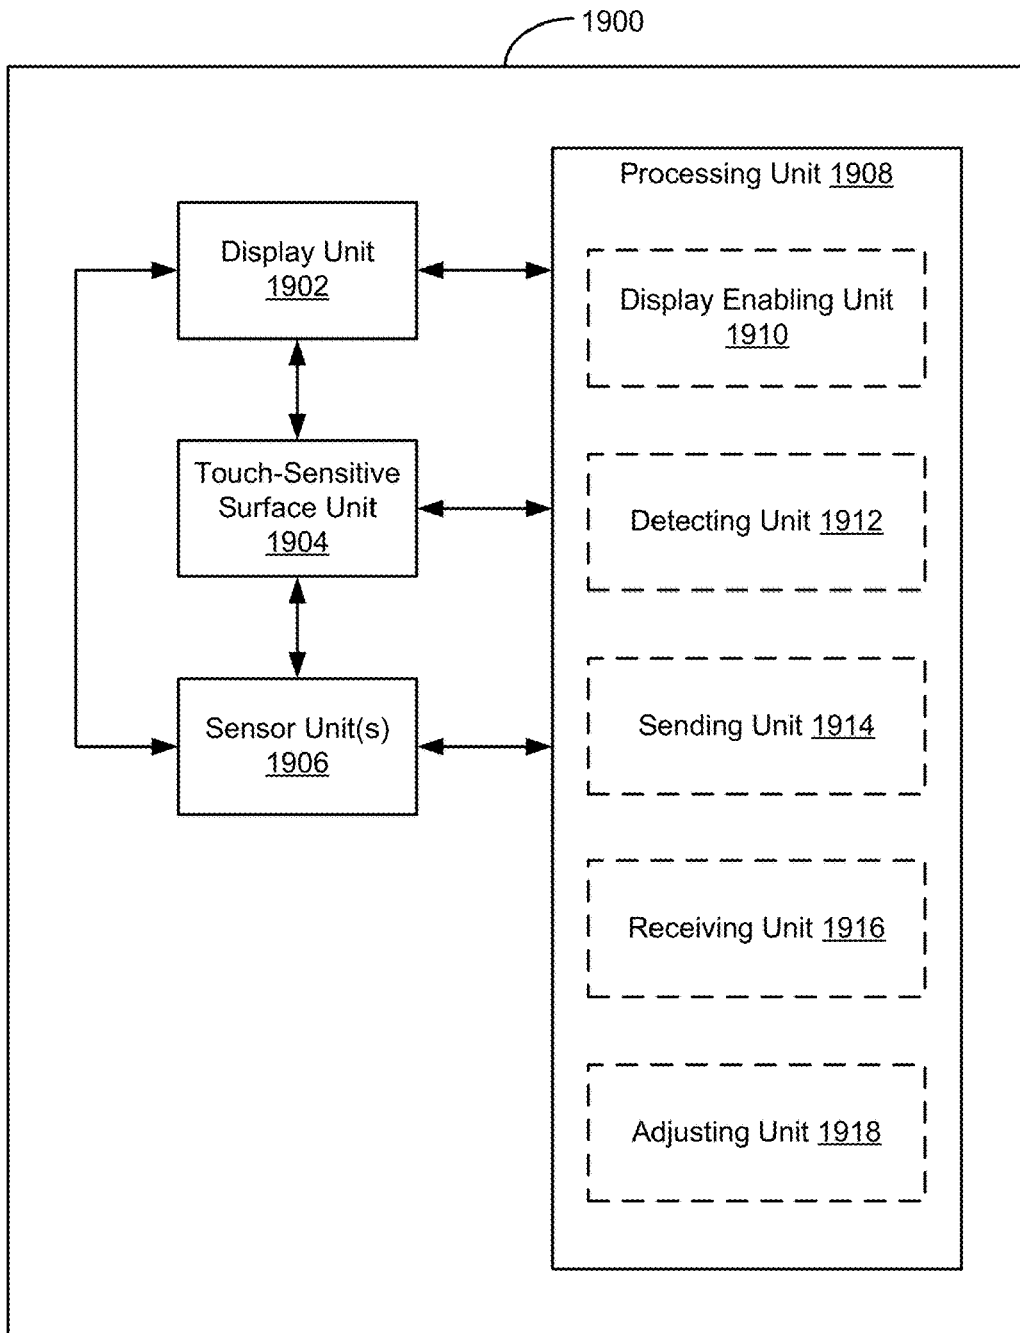 1900
Processing Unit 1908
Display Unit
1902
Display Enabling Unit
1910
Touch-Sensitive
Surface Unit
1904
Detecting Unit 1912
Sensor Unit(s)
1906
Sending Unit 1914
Receiving Unit 1916
Adjusting Unit 1918